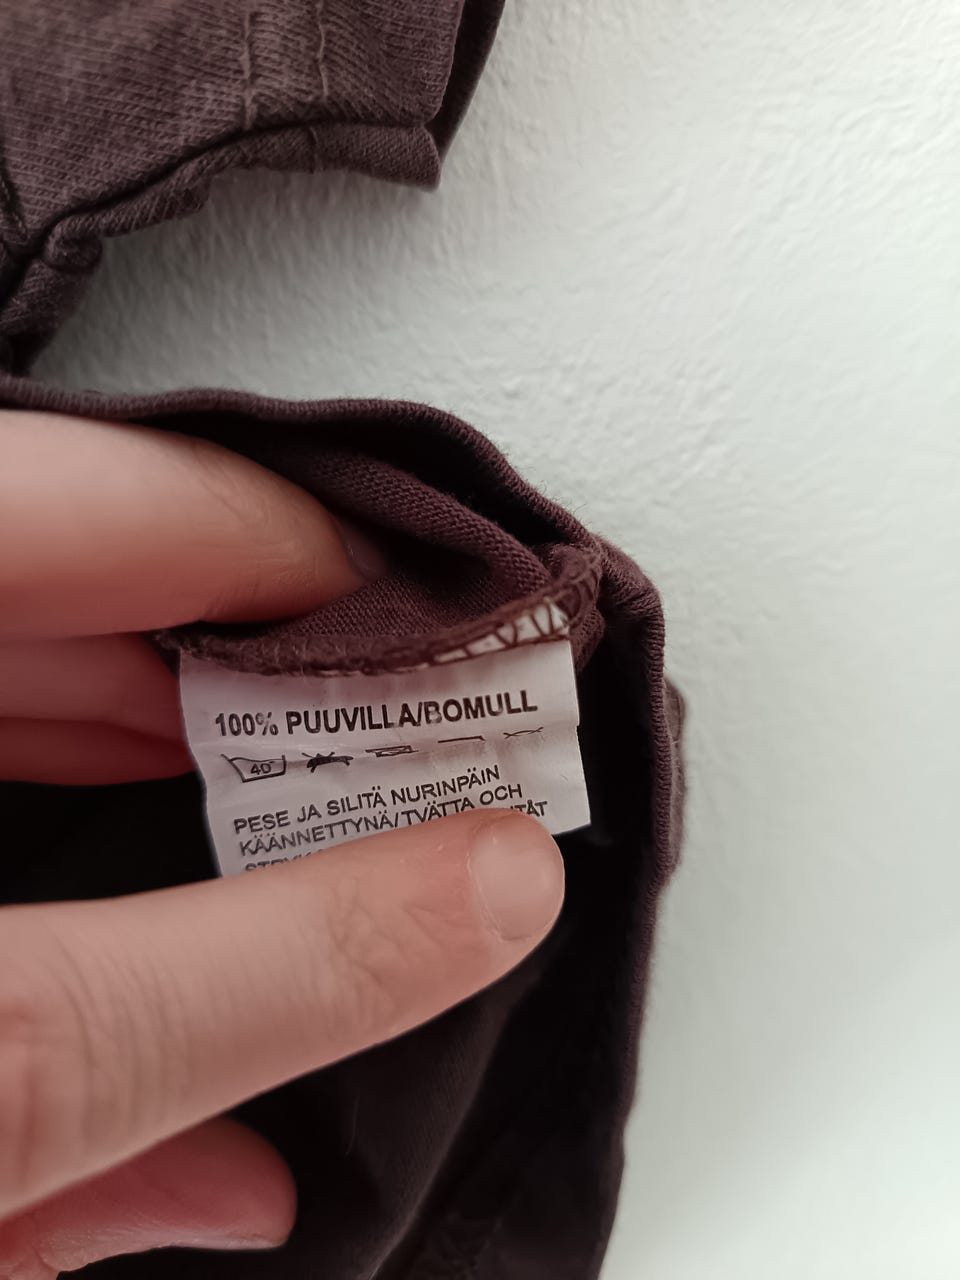 100% PUUVILLA/BOMULL
40
PESE JA SILITÄ NURINPÄIN
KÄÄNNETTYNÄ/TVÄTTA OCH